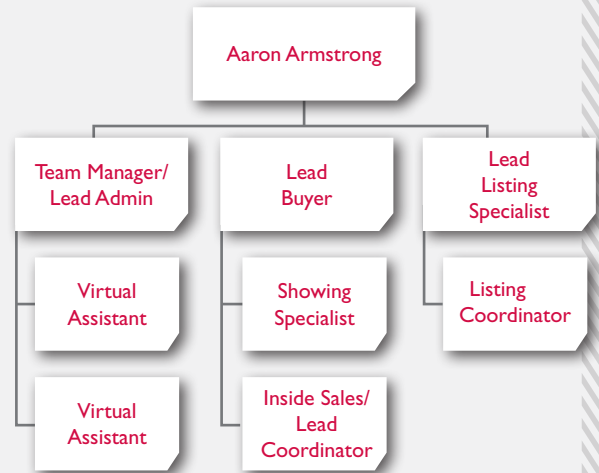 Aaron Armstrong
Team Manager/
Lead Admin
Lead
Buyer
Lead
Listing
Specialist
Virtual
Assistant
Showing
Specialist
Listing
Coordinator
Virtual
Assistant
Inside Sales/
Lead
Coordinator